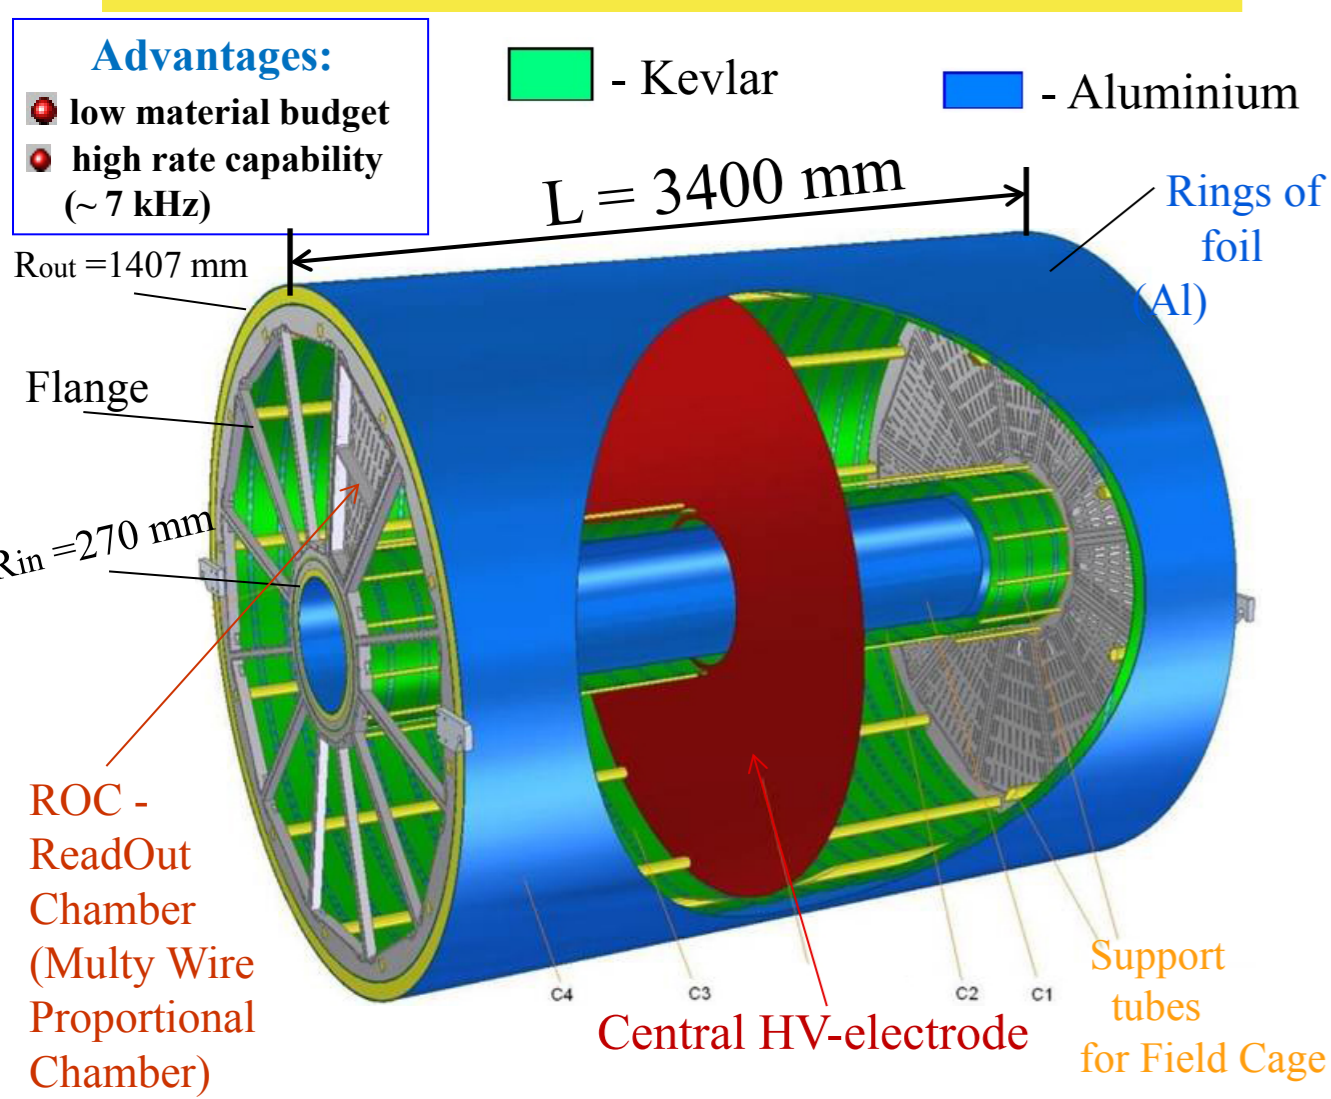 Advantages:
low material budget
high rate capability
(~ 7 kHz)
- Kevlar
- Aluminium
L = 3400 mm
Rings of
foil
(Al)
Rout =1407 mm
Flange
Rin =270 mm
ROC -
ReadOut
Chamber
(Multy Wire
Proportional
Chamber)
C4
C3
C2
C1
Central HV-electrode
Support
tubes
for Field Cage